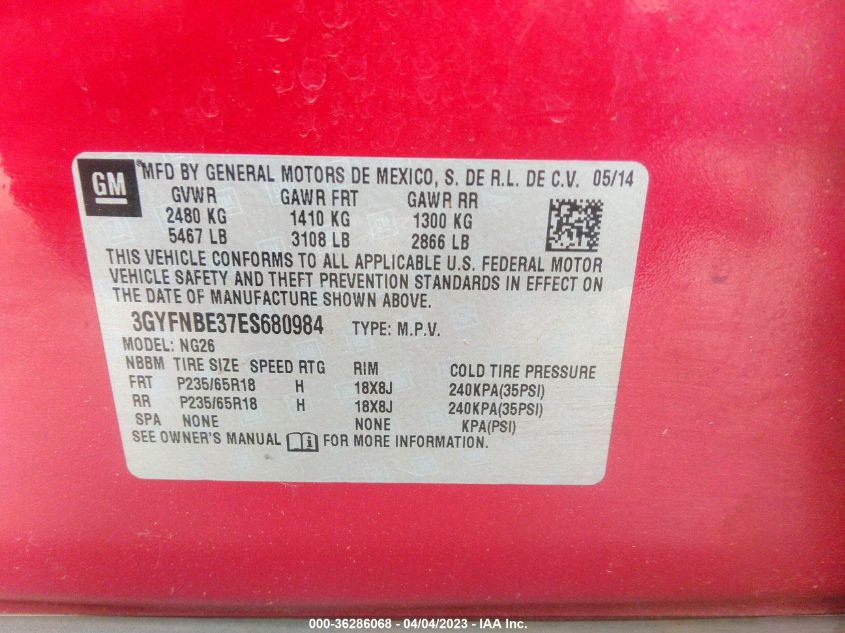 GM
®MFD BY GENERAL MOTORS DE MEXICO, S. DE R.L. DE C.V. 05/14
GVWR GAWR FRT GAWR RR
2480 KG 1410 KG 1300 KG
5467 LB 3108 LB 2866 LB
THIS VEHICLE CONFORMS TO ALL APPLICABLE U.S. FEDERAL MOTOR
VEHICLE SAFETY AND THEFT PREVENTION STANDARDS IN EFFECT ON
THE DATE OF MANUFACTURE SHOWN ABOVE.
3GYFNBE37ES680984 TYPE: M.P.V.
MODEL: NG26
NBBM TIRE SIZE SPEED RTG RIM COLD TIRE PRESSURE
FRT P235/65R18 H 18X8J 240KPA(35PSI)
RR P235/65R18 H 18X8J 240KPA(35PSI)
SPA NONE NONE KPA(PSI)
SEE OWNER'S MANUAL FOR MORE INFORMATION.
000-36286068 - 04/04/2023 - IAA Inc.